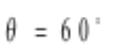 θ = 60°